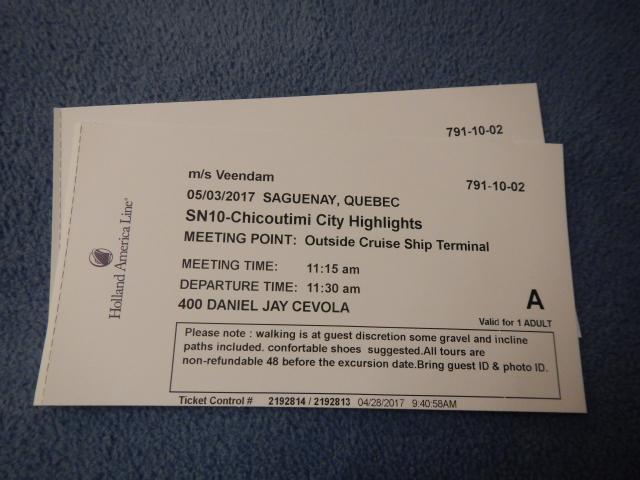 791-10-02
m/s Veendam
791-10-02
05/03/2017 SAGUENAY, QUEBEC
SN10-Chicoutimi City Highlights
MEETING POINT: Outside Cruise Ship Terminal
MEETING TIME: 11:15 am
DEPARTURE TIME: 11:30 am
400 DANIEL JAY CEVOLA
A
Valid for 1 ADULT
Please note : walking is at guest discretion some gravel and incline
paths included. confortable shoes suggested.All tours are
non-refundable 48 before the excursion date.Bring guest ID & photo ID.
Ticket Control # 2192814 / 2192813 04/28/2017 9:40:58AM
Holland America Line®